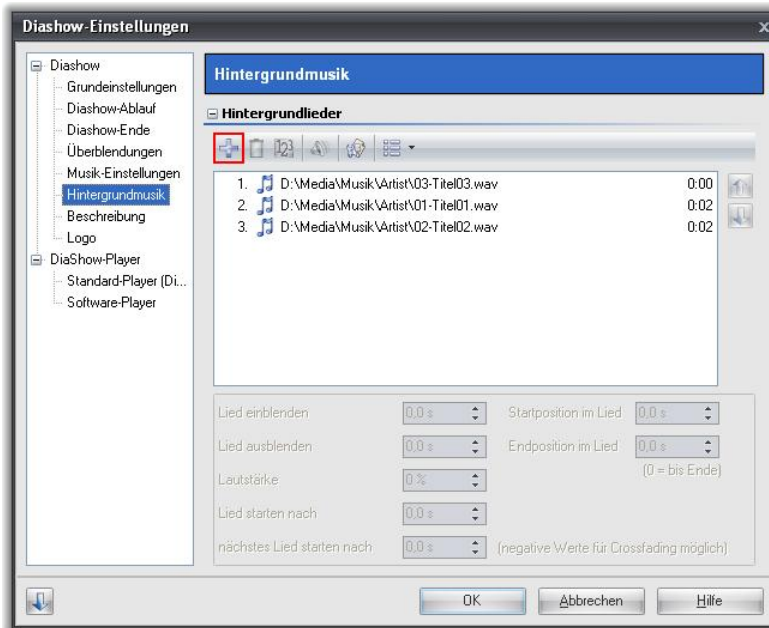 Diashow-Einstellungen
Diashow
Grundeinstellungen
Diashow-Ablauf
Diashow-Ende
Überblendungen
Musik-Einstellungen
Hintergrundmusik
Beschreibung
Logo
DiaShow-Player
Standard-Player (Di...
Software-Player
Hintergrundmusik
Hintergrundlieder
123
1. D:\Media\Musik\Artist\03-Titel03.wav 0:00
2. D:\Media\Musik\Artist\01-Titel01.wav 0:02
3. D:\Media\Musik\Artist\02-Titel02.wav 0:02
Lied einblenden 0,0 s Startposition im Lied 0,0 s
Lied ausblenden 0,0 s Endposition im Lied 0,0 s
(0 = bis Ende)
Lautstärke 0 %
Lied starten nach 0,0 s
nächstes Lied starten nach 0,0 s (negative Werte für Crossfading möglich)
OK Abbrechen Hilfe